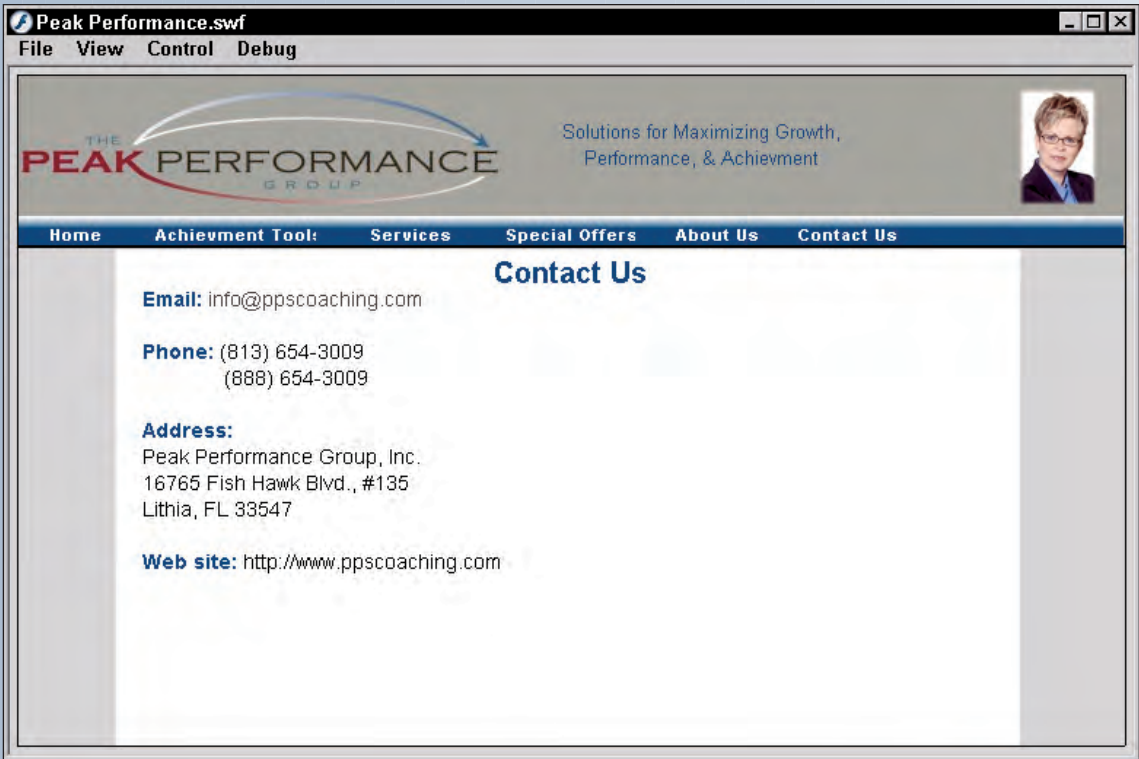 Peak Performance.swf
File View Control Debug
THE
PEAK PERFORMANCE
GROUP
Solutions for Maximizing Growth,
Performance, & Achievment
Home Achievment Tools Services Special Offers About Us Contact Us
Contact Us
Email: info@ppscoaching.com
Phone: (813) 654-3009
(888) 654-3009
Address:
Peak Performance Group, Inc.
16765 Fish Hawk Blvd., #135
Lithia, FL 33547
Web site: http://www.ppscoaching.com